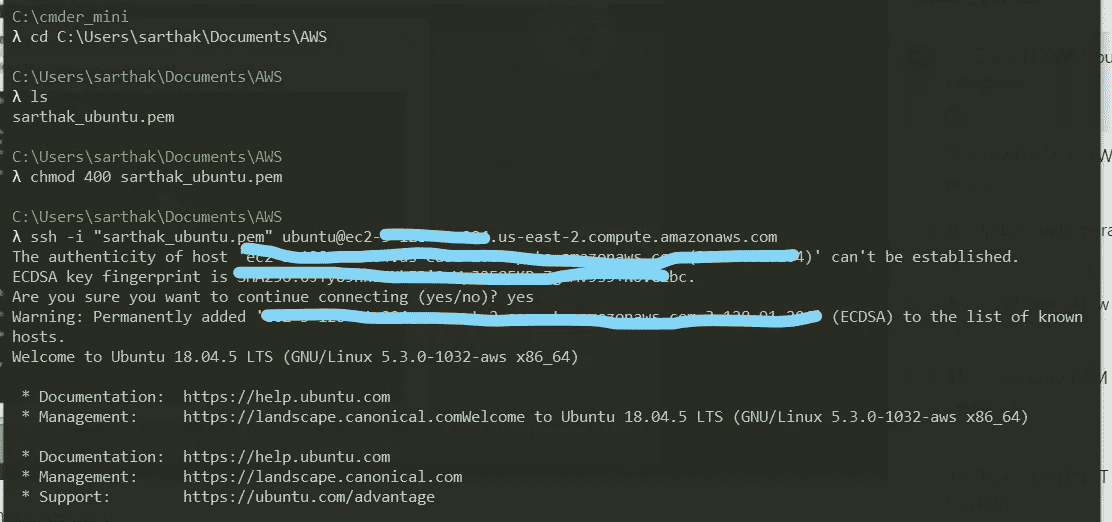 C:\cmder_mini
λ cd C:\Users\sarthak\Documents\AWS
C:\Users\sarthak\Documents\AWS
λ ls
sarthak_ubuntu.pem
C:\Users\sarthak\Documents\AWS
λ chmod 400 sarthak_ubuntu.pem
C:\Users\sarthak\Documents\AWS
λ ssh -i "sarthak_ubuntu.pem" ubuntu@ec2- .us-east-2.compute.amazonaws.com
The authenticity of host ' )' can't be established.
ECDSA key fingerprint is bc.
Are you sure you want to continue connecting (yes/no)? yes
Warning: Permanently added ' (ECDSA) to the list of known
hosts.
Welcome to Ubuntu 18.04.5 LTS (GNU/Linux 5.3.0-1032-aws x86_64)
* Documentation: https://help.ubuntu.com
* Management: https://landscape.canonical.comWelcome to Ubuntu 18.04.5 LTS (GNU/Linux 5.3.0-1032-aws x86_64)
* Documentation: https://help.ubuntu.com
* Management: https://landscape.canonical.com
* Support: https://ubuntu.com/advantage